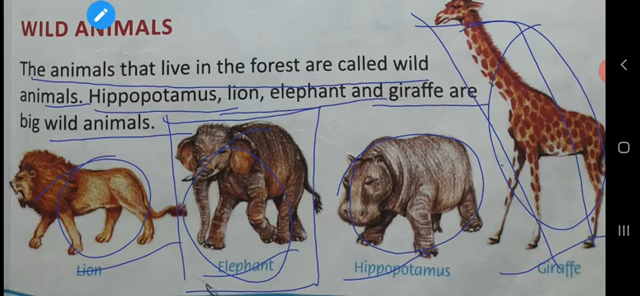 WILD ANIMALS
The animals that live in the forest are called wild
animals. Hippopotamus, lion, elephant and giraffe are
big wild animals.
Lion Elephant Hippopotamus Giraffe